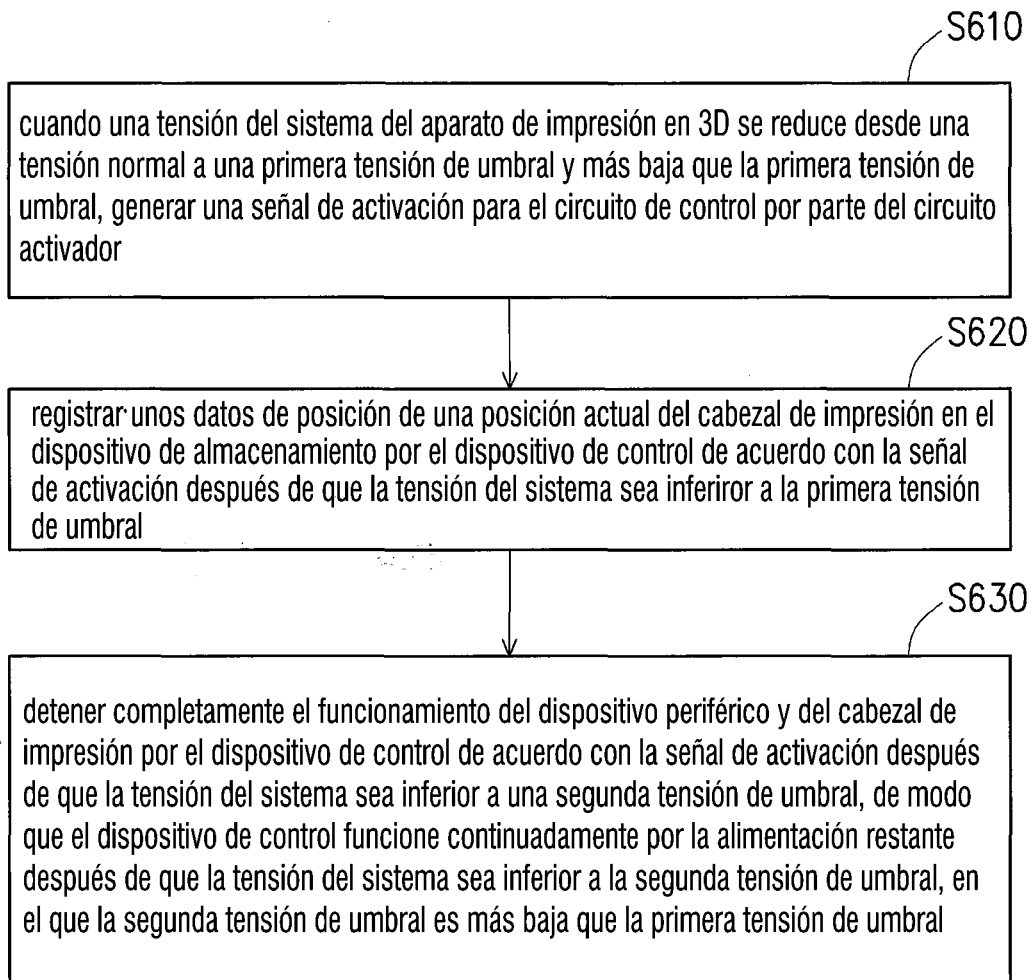 S610
cuando una tensión del sistema del aparato de impresión en 3D se reduce desde una
tensión normal a una primera tensión de umbral y más baja que la primera tensión de
umbral, generar una señal de activación para el circuito de control por parte del circuito
activador
S620
registrar unos datos de posición de una posición actual del cabezal de impresión en el
dispositivo de almacenamiento por el dispositivo de control de acuerdo con la señal
de activación después de que la tensión del sistema sea inferiror a la primera tensión
de umbral
S630
detener completamente el funcionamiento del dispositivo periférico y del cabezal de
impresión por el dispositivo de control de acuerdo con la señal de activación después
de que la tensión del sistema sea inferior a una segunda tensión de umbral, de modo
que el dispositivo de control funcione continuadamente por la alimentación restante
después de que la tensión del sistema sea inferior a la segunda tensión de umbral, en
el que la segunda tensión de umbral es más baja que la primera tensión de umbral